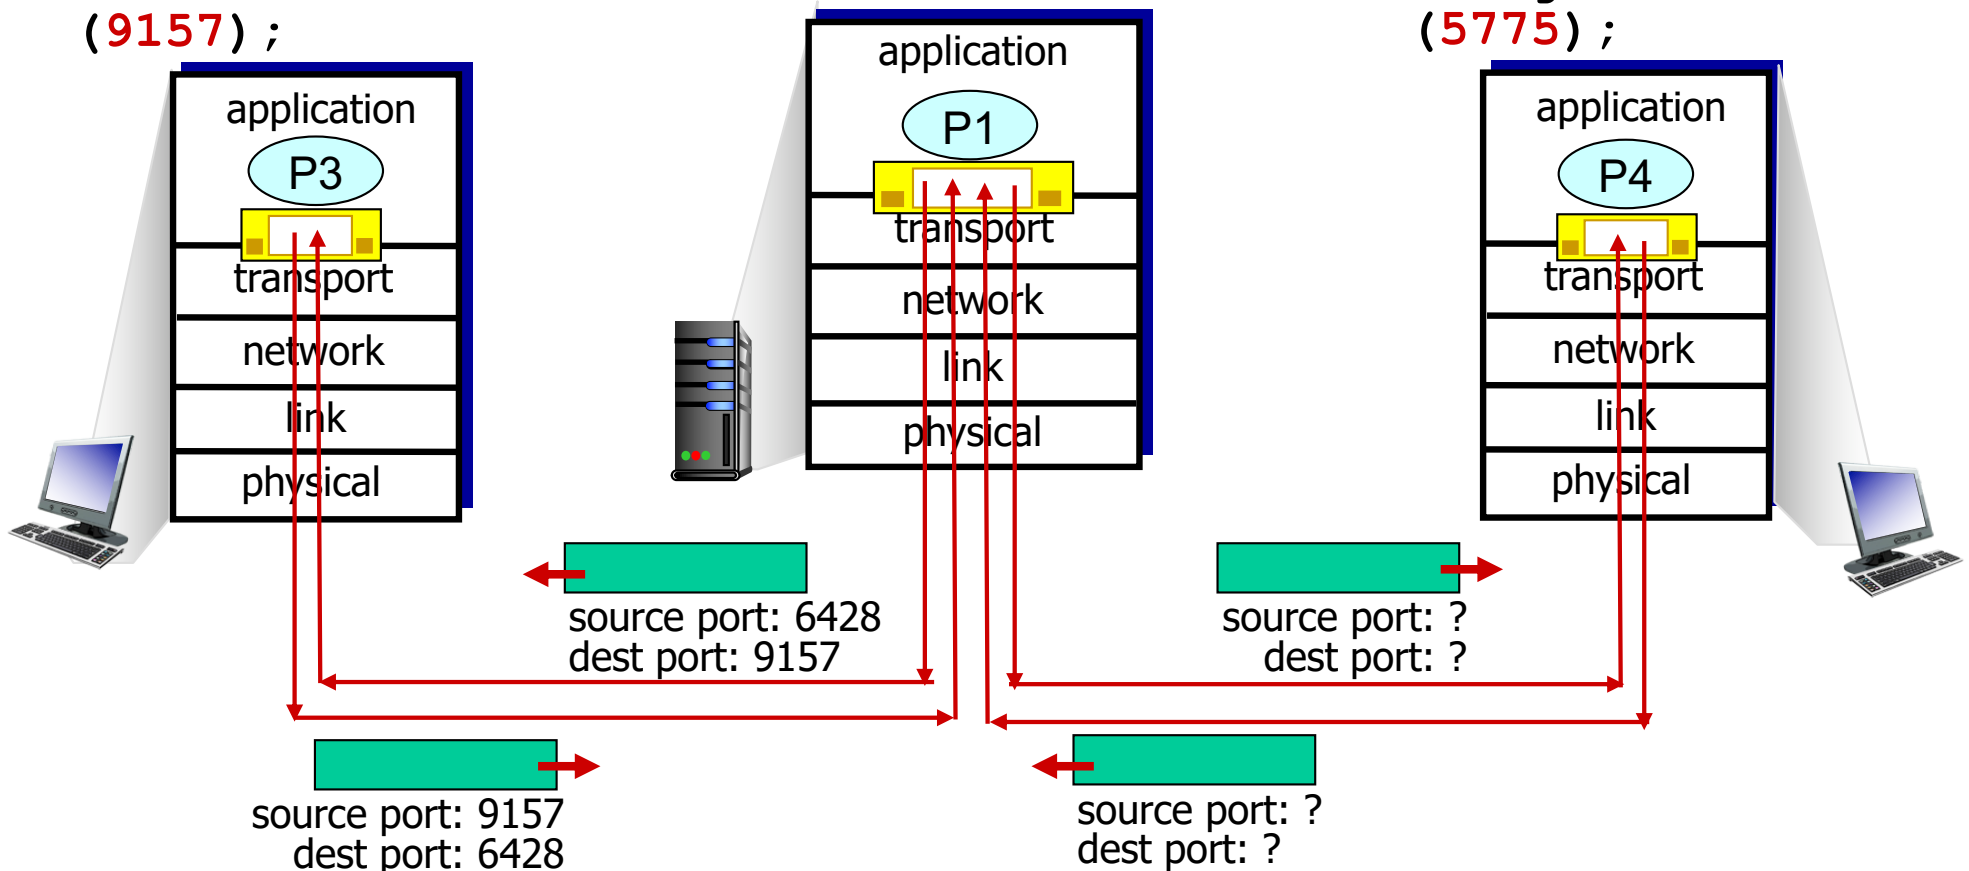 (9157);
(5775);
application
P3
transport
network
link
physical
application
P1
transport
network
link
physical
application
P4
transport
network
link
physical
source port: 6428
dest port: 9157
source port: ?
dest port: ?
source port: 9157
dest port: 6428
source port: ?
dest port: ?